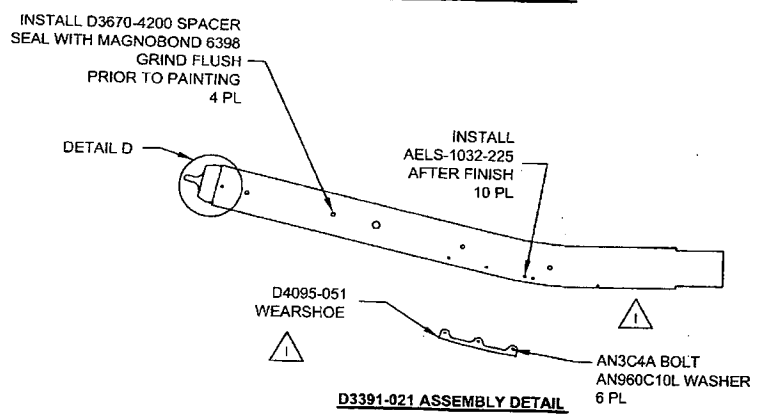 INSTALL D3670-4200 SPACER
SEAL WITH MAGNOBOND 6398
GRIND FLUSH
PRIOR TO PAINTING
4 PL
DETAIL D
INSTALL
AELS-1032-225
AFTER FINISH
10 PL
D4095-051
WEARSHOE
1
1
AN3C4A BOLT
AN960C10L WASHER
6 PL
D3391-021 ASSEMBLY DETAIL